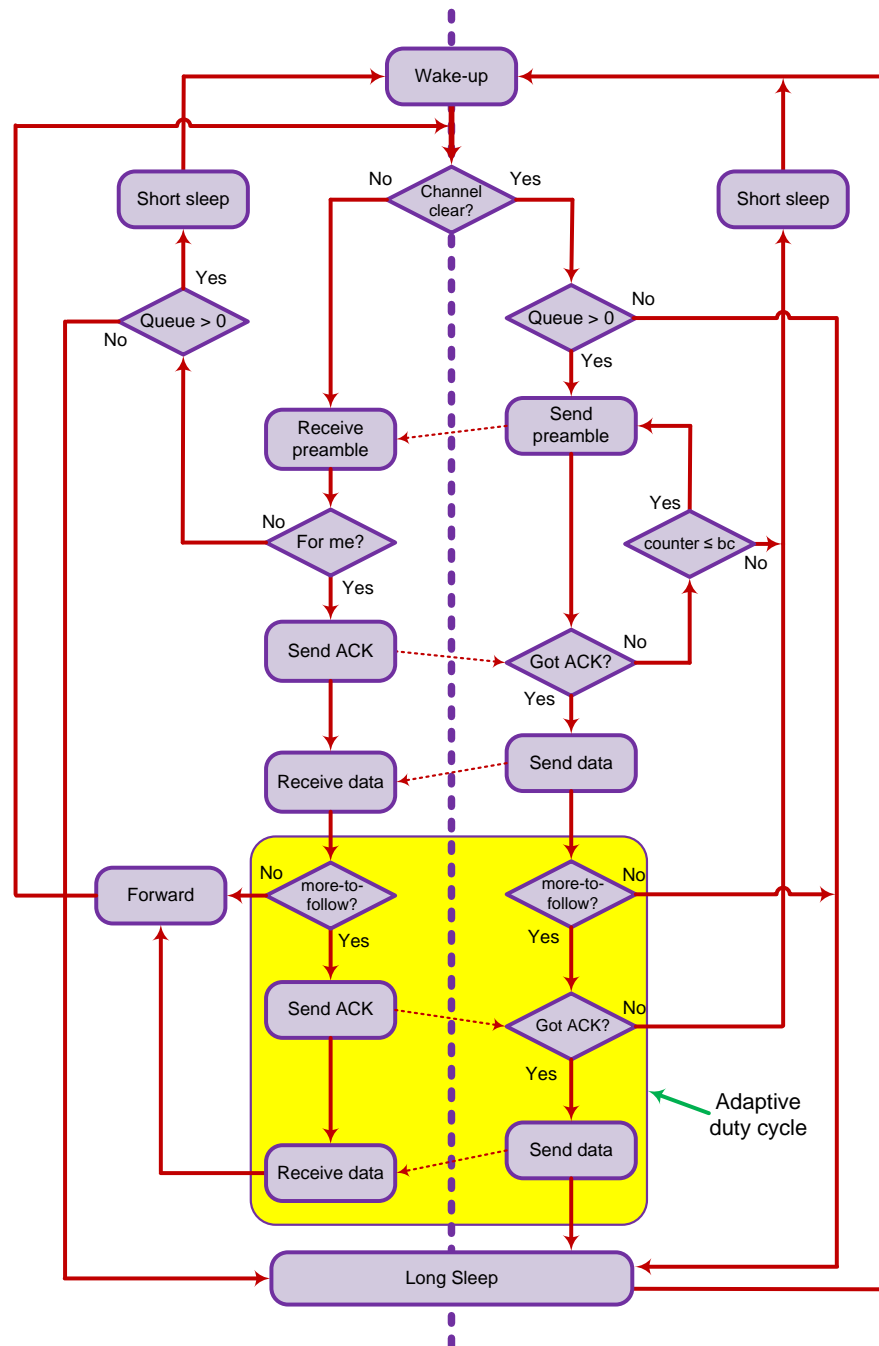 Wake-up
No
Channel
clear?
Yes
Short sleep
Short sleep
Yes
Queue > 0
No
Queue > 0
No
Yes
Receive
preamble
Send
preamble
Yes
No
For me?
Yes
counter ≤ bc
No
Send ACK
Got ACK?
No
Yes
Receive data
Send data
Forward
No
more-to-
follow?
Yes
more-to-
follow?
No
Yes
Send ACK
Got ACK?
No
Yes
Adaptive
duty cycle
Receive data
Send data
Long Sleep